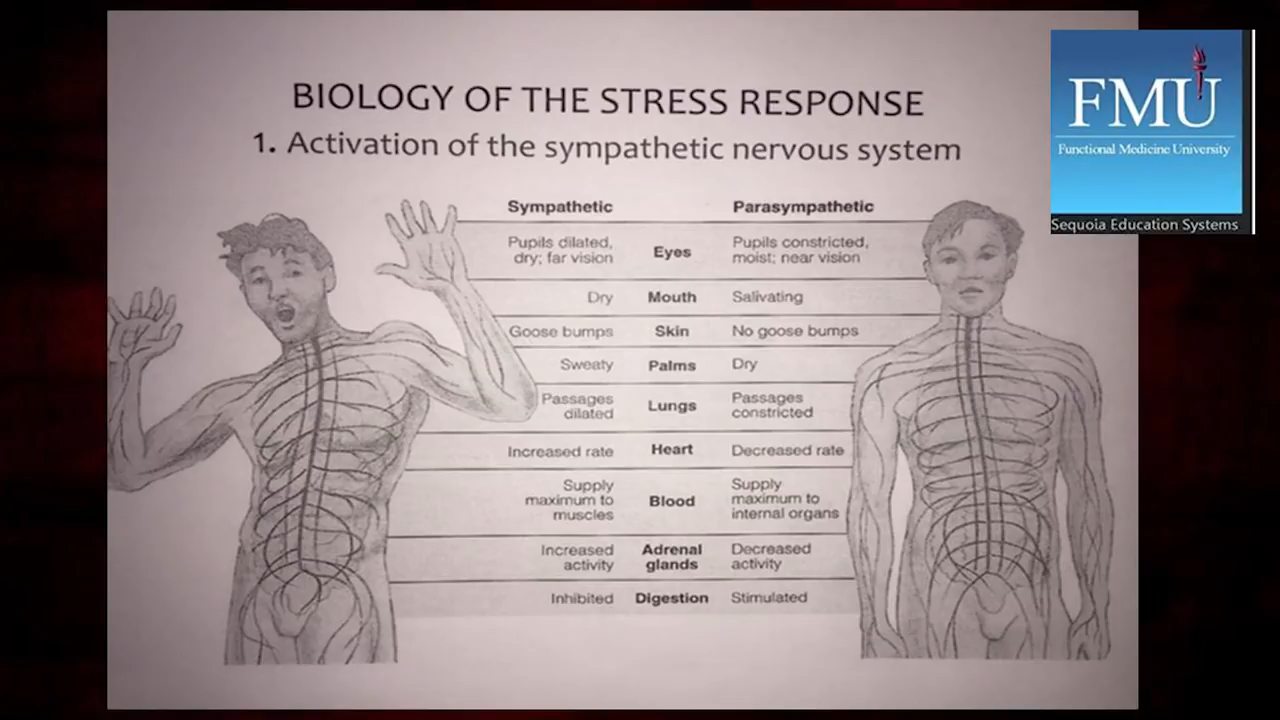 BIOLOGY OF THE STRESS RESPONSE
1. Activation of the sympathetic nervous system
FMU
Functional Medicine University
Sequoia Education Systems
Sympathetic Parasympathetic
Pupils dilated,
dry; far vision
Eyes
Pupils constricted,
moist; near vision
Dry Mouth Salivating
Goose bumps Skin No goose bumps
Sweaty Palms Dry
Passages
dilated
Lungs
Passages
constricted
Increased rate Heart Decreased rate
Supply
maximum to
muscles
Blood
Supply
maximum to
internal organs
Increased
activity
Adrenal
glands
Decreased
activity
Inhibited Digestion Stimulated